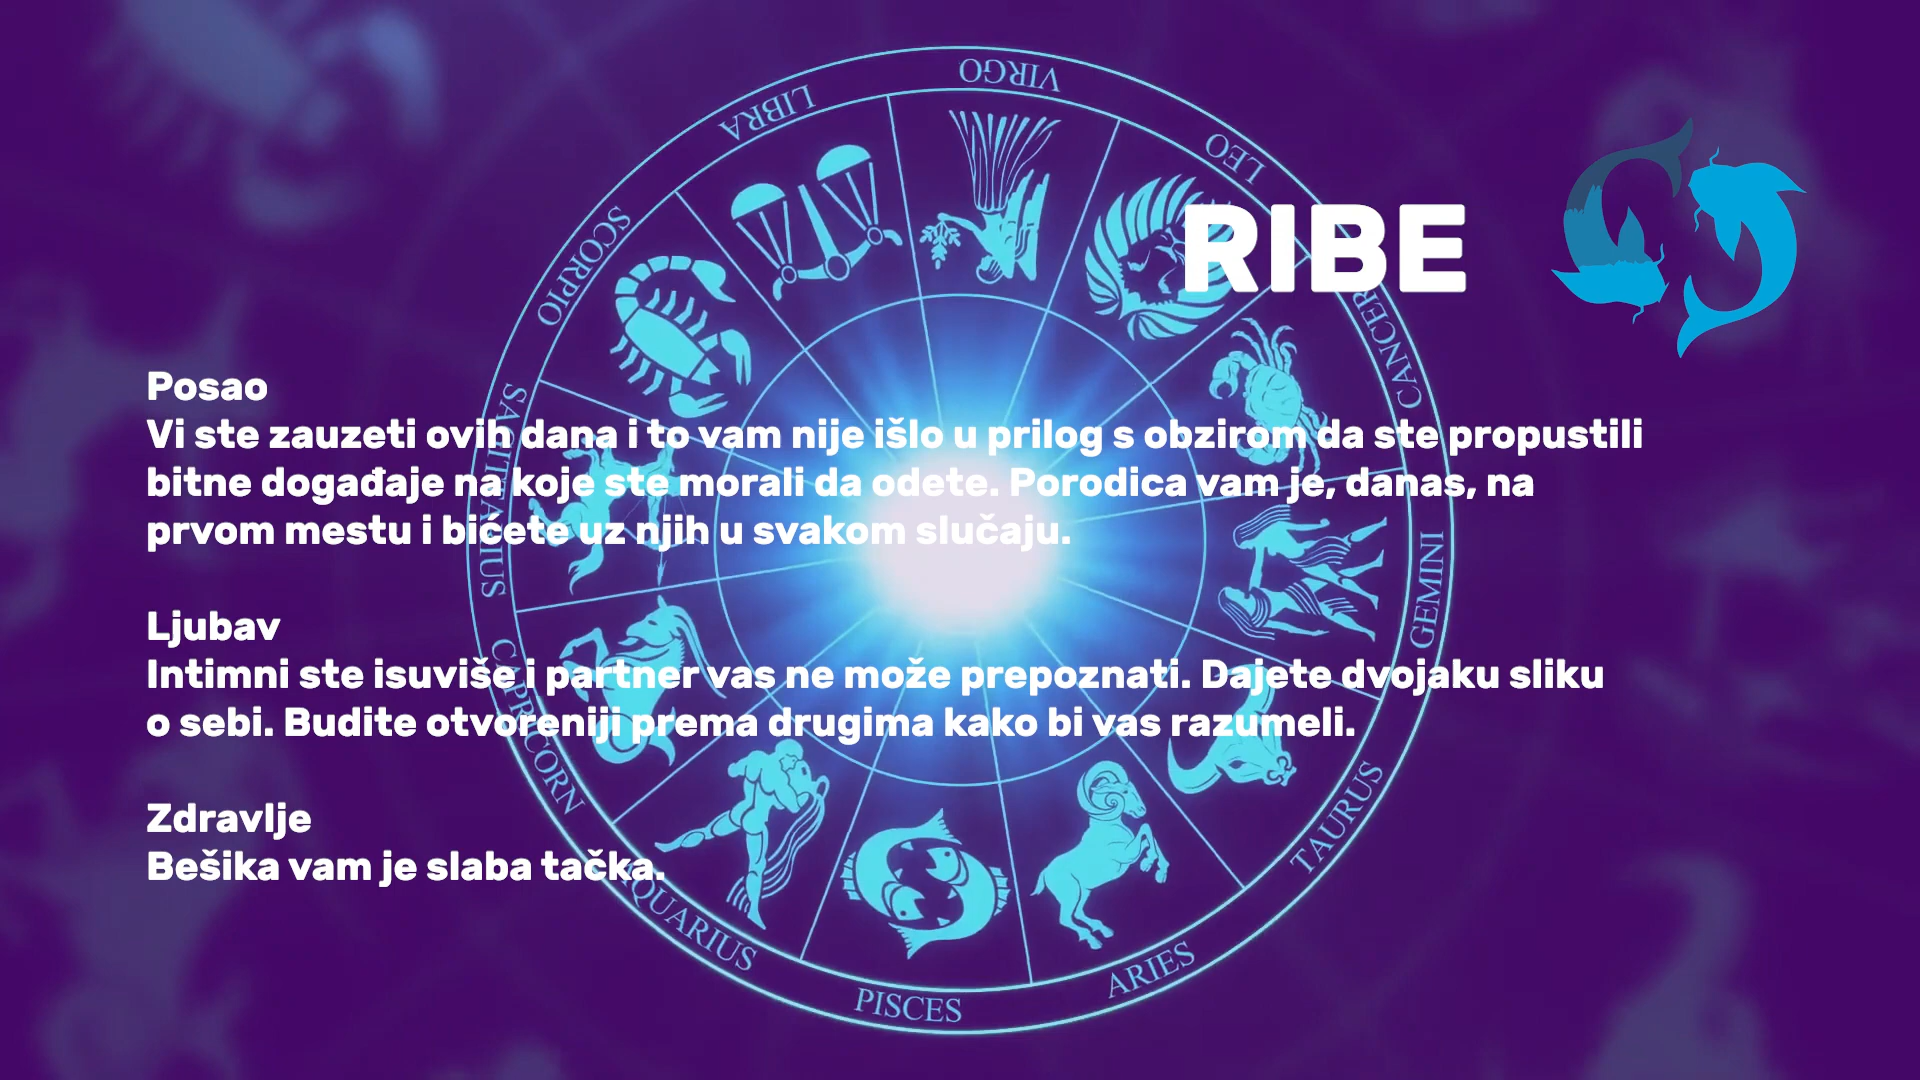 VIRGO
LIBRA
LEO
SCORPIO
RIBE
CANCER
Posao
Vi ste zauzeti ovih dana i to vam nije išlo u prilog s obzirom da ste propustili
bitne događaje na koje ste morali da odete. Porodica vam je, danas, na
prvom mestu i bićete uz njih u svakom slučaju.
SAGITTARIUS
GEMINI
Ljubav
Intimni ste isuviše i partner vas ne može prepoznati. Dajete dvojaku sliku
o sebi. Budite otvoreniji prema drugima kako bi vas razumeli.
CAPRICORN
TAURUS
Zdravlje
Bešika vam je slaba tačka.
AQUARIUS
ARIES
PISCES